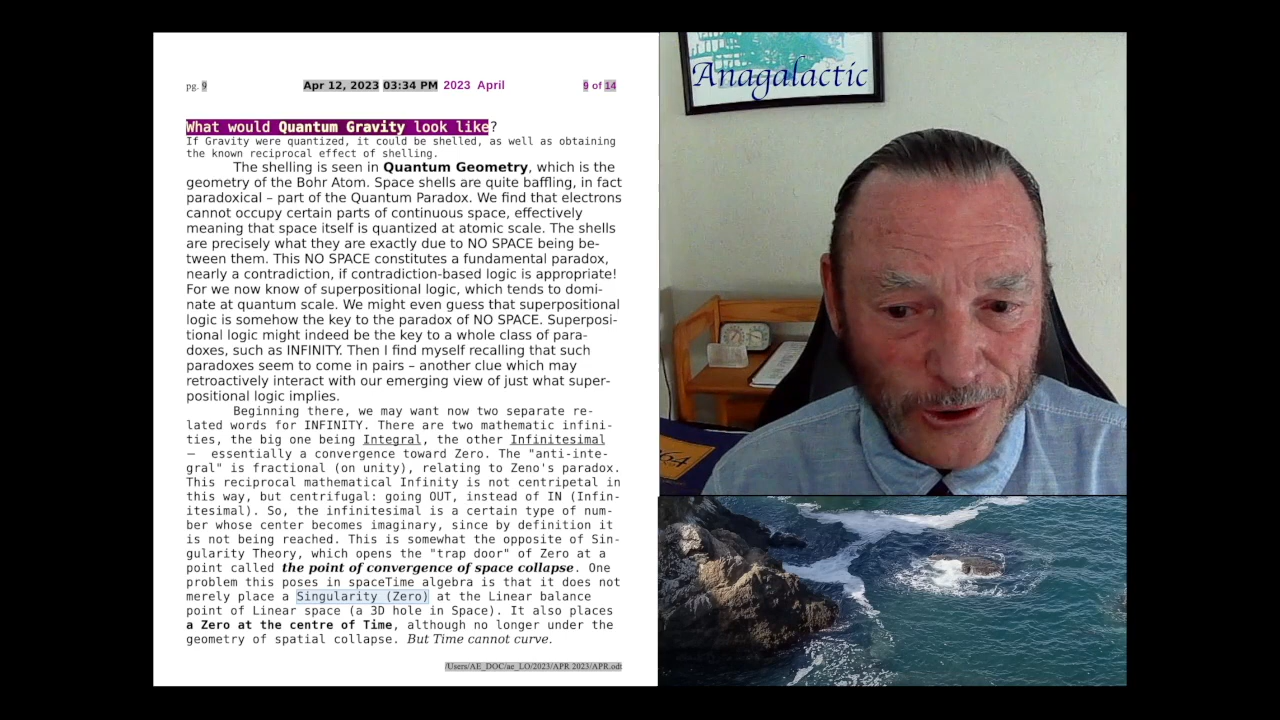 pg. 9 Apr 12, 2023 03:34 PM 2023 April 9 of 14
What would Quantum Gravity look like?
If Gravity were quantized, it could be shelled, as well as obtaining
the known reciprocal effect of shelling.
The shelling is seen in Quantum Geometry, which is the
geometry of the Bohr Atom. Space shells are quite baffling, in fact
paradoxical – part of the Quantum Paradox. We find that electrons
cannot occupy certain parts of continuous space, effectively
meaning that space itself is quantized at atomic scale. The shells
are precisely what they are exactly due to NO SPACE being be-
tween them. This NO SPACE constitutes a fundamental paradox,
nearly a contradiction, if contradiction-based logic is appropriate!
For we now know of superpositional logic, which tends to domi-
nate at quantum scale. We might even guess that superpositional
logic is somehow the key to the paradox of NO SPACE. Superposi-
tional logic might indeed be the key to a whole class of para-
doxes, such as INFINITY. Then I find myself recalling that such
paradoxes seem to come in pairs – another clue which may
retroactively interact with our emerging view of just what super-
positional logic implies.
Beginning there, we may want now two separate re-
lated words for INFINITY. There are two mathematic infini-
ties, the big one being Integral, the other Infinitesimal
— essentially a convergence toward Zero. The "anti-inte-
gral" is fractional (on unity), relating to Zeno's paradox.
This reciprocal mathematical Infinity is not centripetal in
this way, but centrifugal: going OUT, instead of IN (Infin-
itesimal). So, the infinitesimal is a certain type of num-
ber whose center becomes imaginary, since by definition it
is not being reached. This is somewhat the opposite of Sin-
gularity Theory, which opens the "trap door" of Zero at a
point called the point of convergence of space collapse. One
problem this poses in spaceTime algebra is that it does not
merely place a Singularity (Zero) at the Linear balance
point of Linear space (a 3D hole in Space). It also places
a Zero at the centre of Time, although no longer under the
geometry of spatial collapse. But Time cannot curve.
/Users/AE_DOC/ae_LO/2023/APR 2023/APR.odt
Anagalactic
64